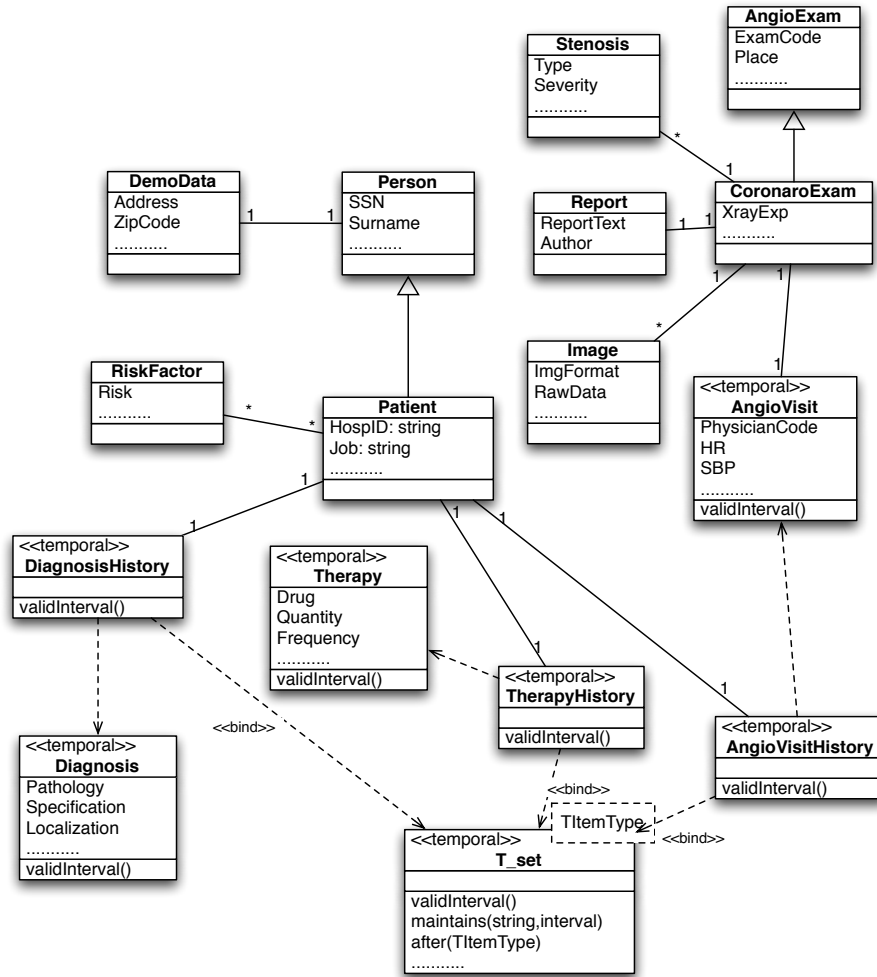 AngioExam
ExamCode
Place
...........
Stenosis
Type
Severity
...........
*
1
DemoData
Address
ZipCode
...........
1
1
Person
SSN
Surname
...........
Report
ReportText
Author
1
1
CoronaroExam
XrayExp
...........
1
1
*
Image
ImgFormat
RawData
...........
RiskFactor
Risk
...........
*
*
Patient
HospID: string
Job: string
...........
1
1
1
1
<<temporal>>
AngioVisit
PhysicianCode
HR
SBP
...........
validInterval()
1
<<temporal>>
DiagnosisHistory
validInterval()
<<temporal>>
Therapy
Drug
Quantity
Frequency
...........
validInterval()
1
<<temporal>>
TherapyHistory
validInterval()
1
<<temporal>>
AngioVisitHistory
validInterval()
<<bind>>
<<temporal>>
Diagnosis
Pathology
Specification
Localization
...........
validInterval()
<<bind>>
TItemType
<<bind>>
<<temporal>>
T_set
validInterval()
maintains(string,interval)
after(TItemType)
...........